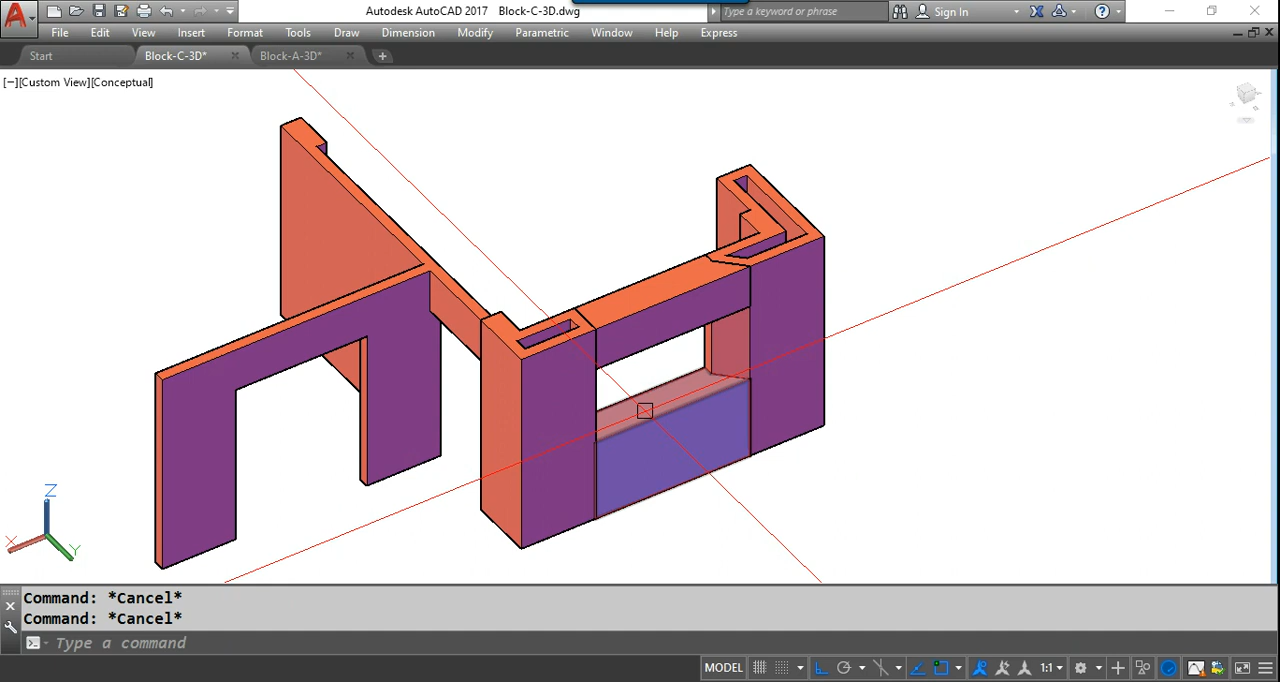 Autodesk AutoCAD 2017 Block-C-3D.dwg
Type a keyword or phrase
Sign In
File Edit View Insert Format Tools Draw Dimension Modify Parametric Window Help Express
Start Block-C-3D* Block-A-3D*
[−][Custom View][Conceptual]
Z
X
Y
Command: *Cancel*
Command: *Cancel*
Type a command
MODEL 1:1